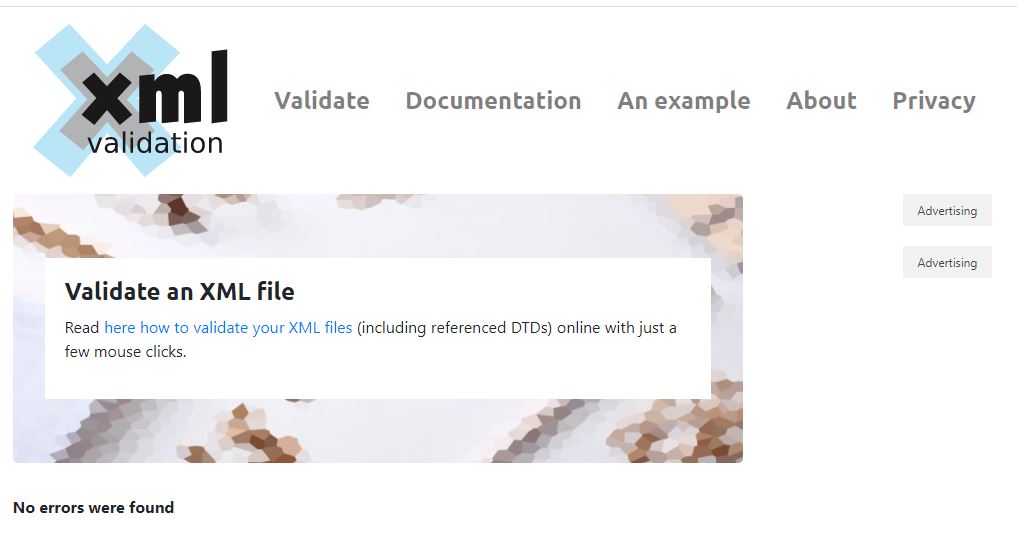 xml
validation
Validate
Documentation
An example
About
Privacy
Validate an XML file
Read here how to validate your XML files (including referenced DTDs) online with just a
few mouse clicks.
Advertising
Advertising
No errors were found